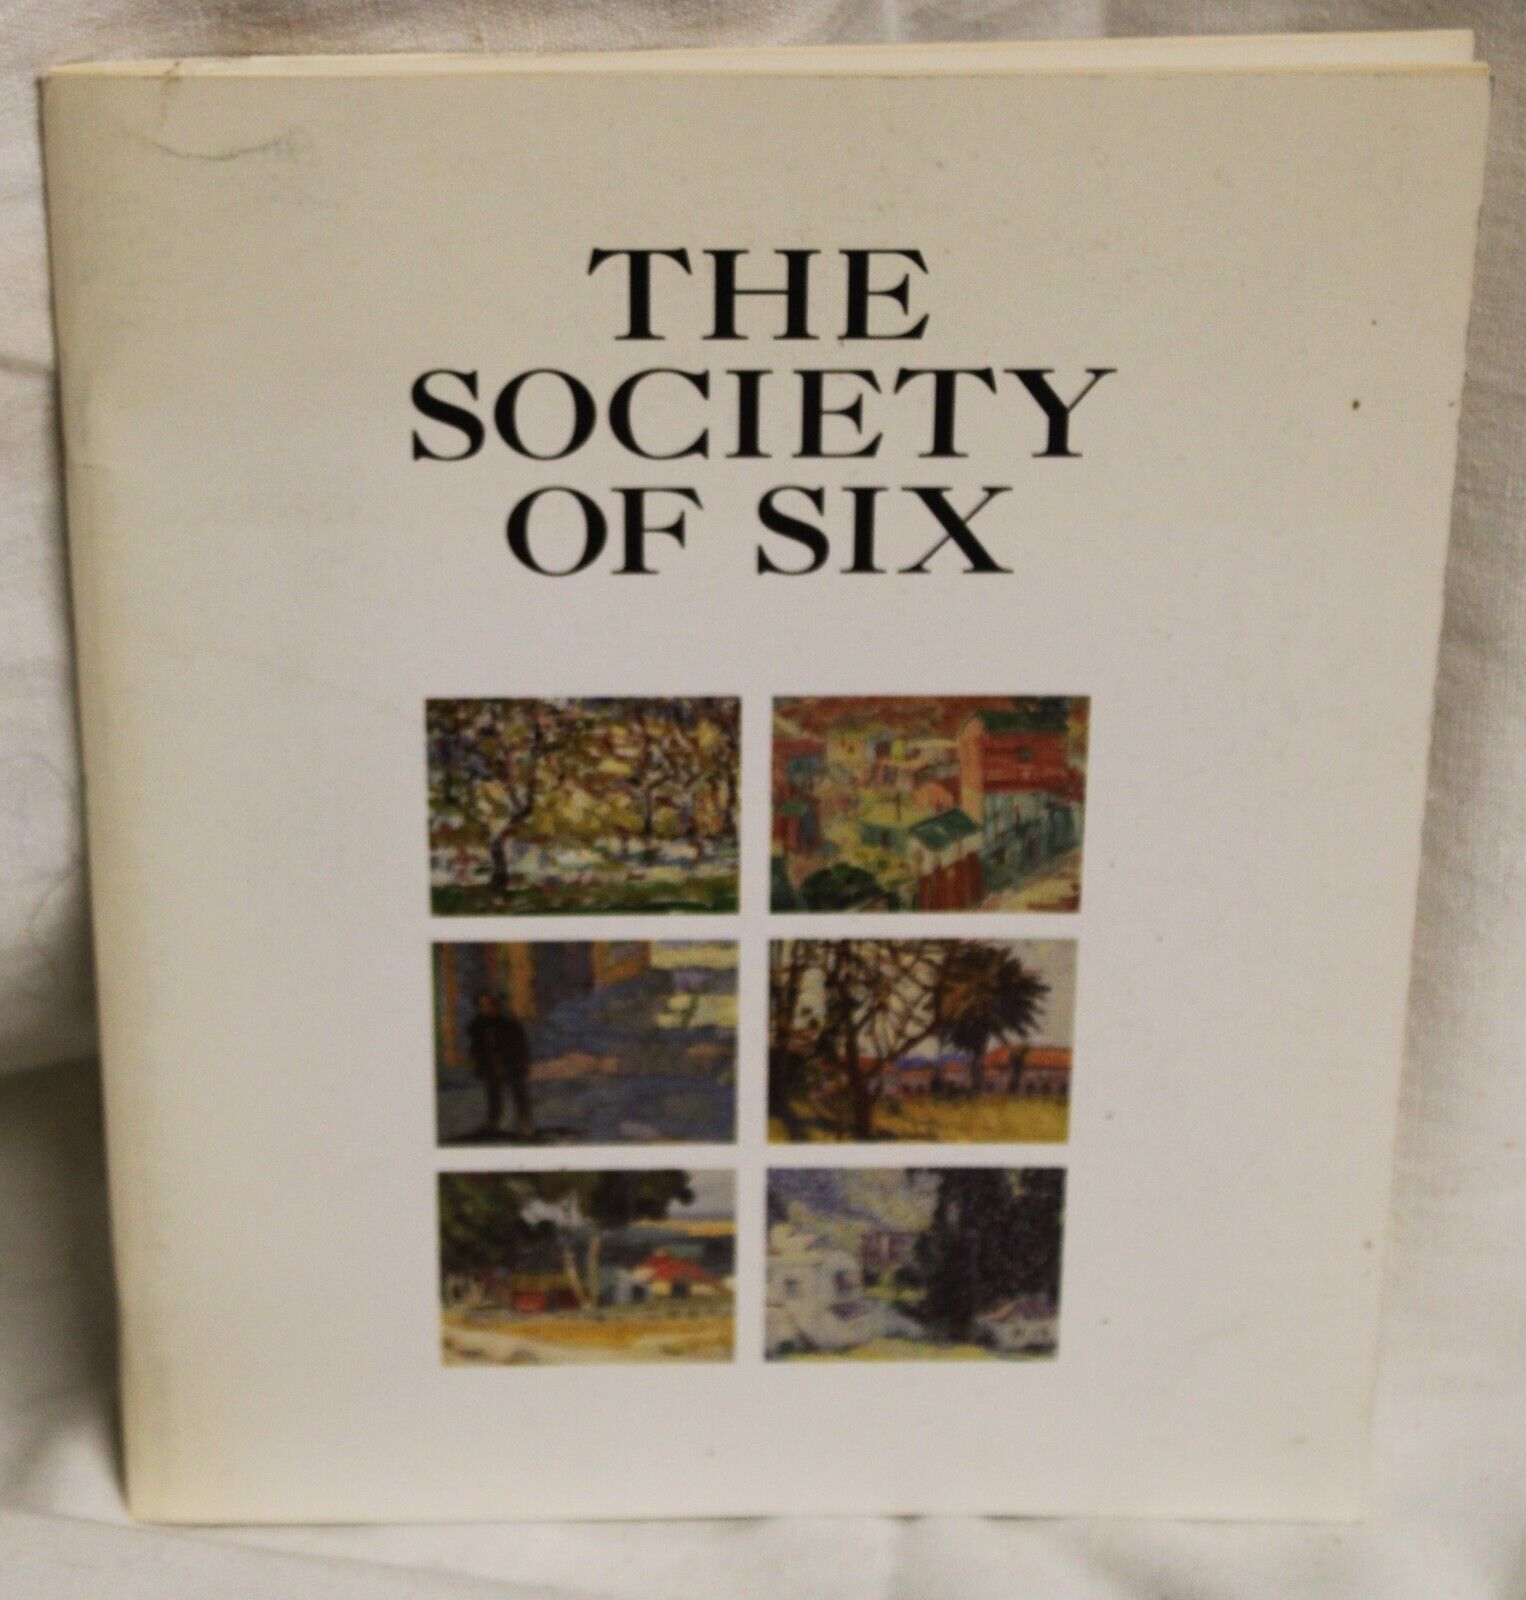 THE
SOCIETY
OF SIX